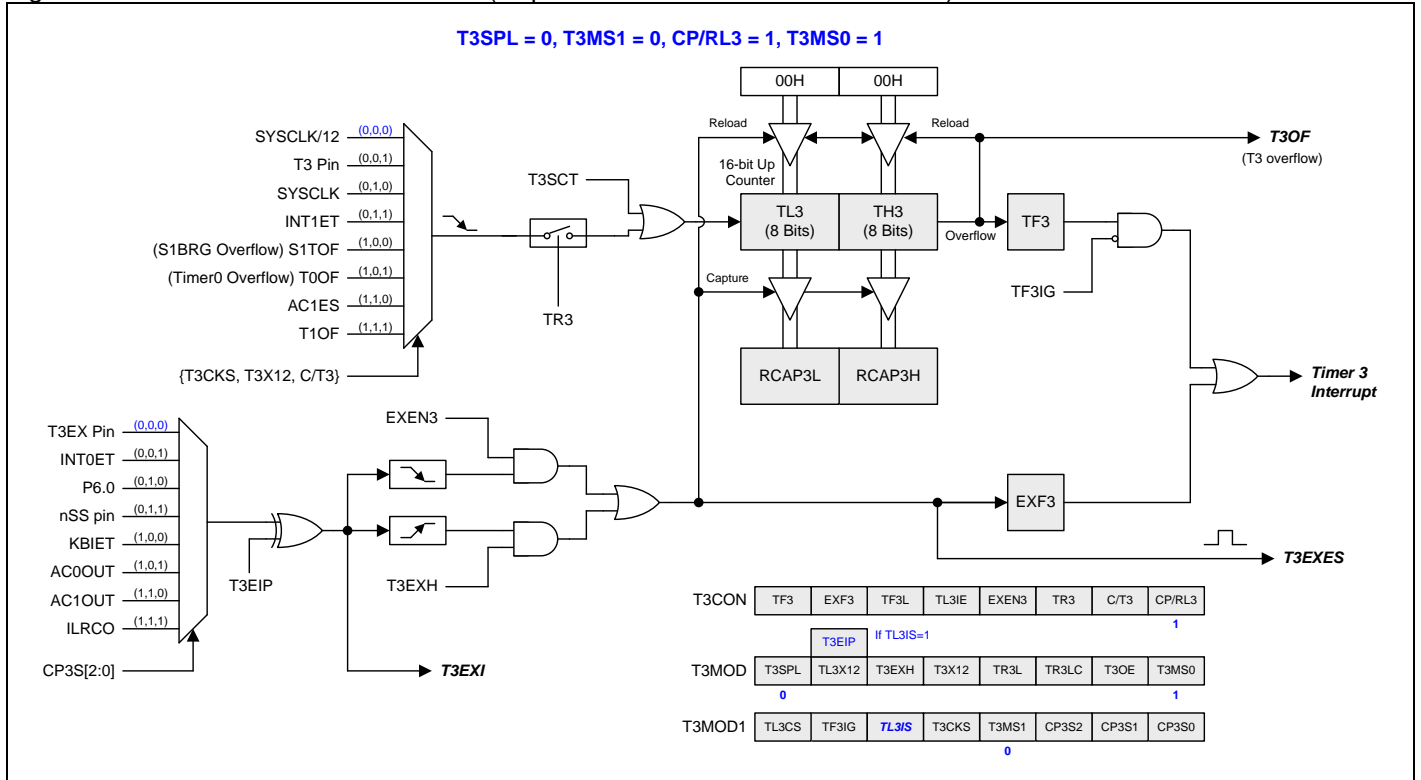 T3SPL = 0, T3MS1 = 0, CP/RL3 = 1, T3MS0 = 1
00H 00H
Reload Reload
T3OF
(T3 overflow)
16-bit Up
Counter
SYSCLK/12 (0,0,0)
T3 Pin (0,0,1)
SYSCLK (0,1,0)
INT1ET (0,1,1)
(S1BRG Overflow) S1TOF (1,0,0)
(Timer0 Overflow) T0OF (1,0,1)
AC1ES (1,1,0)
T1OF (1,1,1)
{T3CKS, T3X12, C/T3}
T3SCT
TR3
TL3
(8 Bits)
TH3
(8 Bits)
Overflow
TF3
TF3IG
Capture
RCAP3L RCAP3H
Timer 3
Interrupt
T3EX Pin (0,0,0)
INT0ET (0,0,1)
P6.0 (0,1,0)
nSS pin (0,1,1)
KBIET (1,0,0)
AC0OUT (1,0,1)
AC1OUT (1,1,0)
ILRCO (1,1,1)
CP3S[2:0]
T3EIP
EXEN3
T3EXH
T3EXI
EXF3
T3EXES
T3CON TF3 EXF3 TF3L TL3IE EXEN3 TR3 C/T3 CP/RL3
1
T3EIP If TL3IS=1
T3MOD T3SPL TL3X12 T3EXH T3X12 TR3L TR3LC T3OE T3MS0
0 1
T3MOD1 TL3CS TF3IG TL3IS T3CKS T3MS1 CP3S2 CP3S1 CP3S0
0